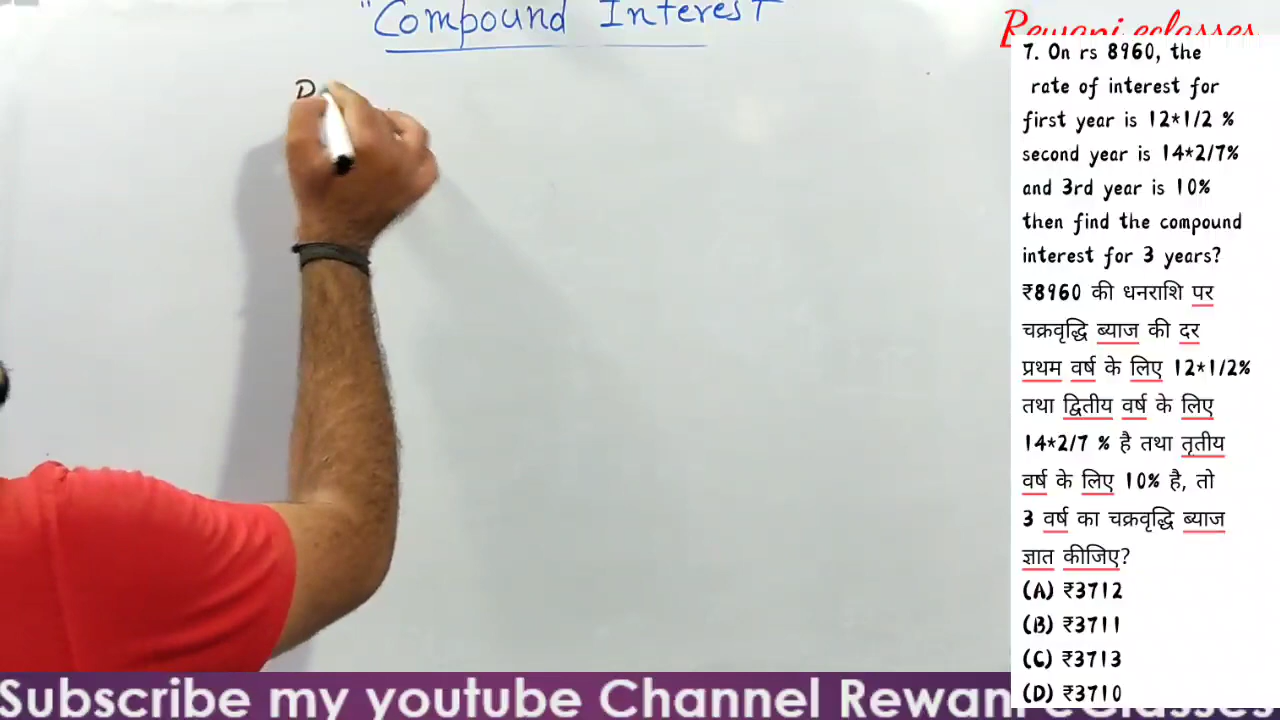 "Compound Interest
Rewani eclasses
7. On rs 8960, the
rate of interest for
first year is 12*1/2 %
second year is 14*2/7%
and 3rd year is 10%
then find the compound
interest for 3 years?
₹8960 की धनराशि पर
चक्रवृद्धि ब्याज की दर
प्रथम वर्ष के लिए 12*1/2%
तथा द्वितीय वर्ष के लिए
14*2/7 % है तथा तृतीय
वर्ष के लिए 10% है, तो
3 वर्ष का चक्रवृद्धि ब्याज
ज्ञात कीजिए?
(A) ₹3712
(B) ₹3711
(C) ₹3713
(D) ₹3710
Subscribe my youtube Channel Rewani eclasses